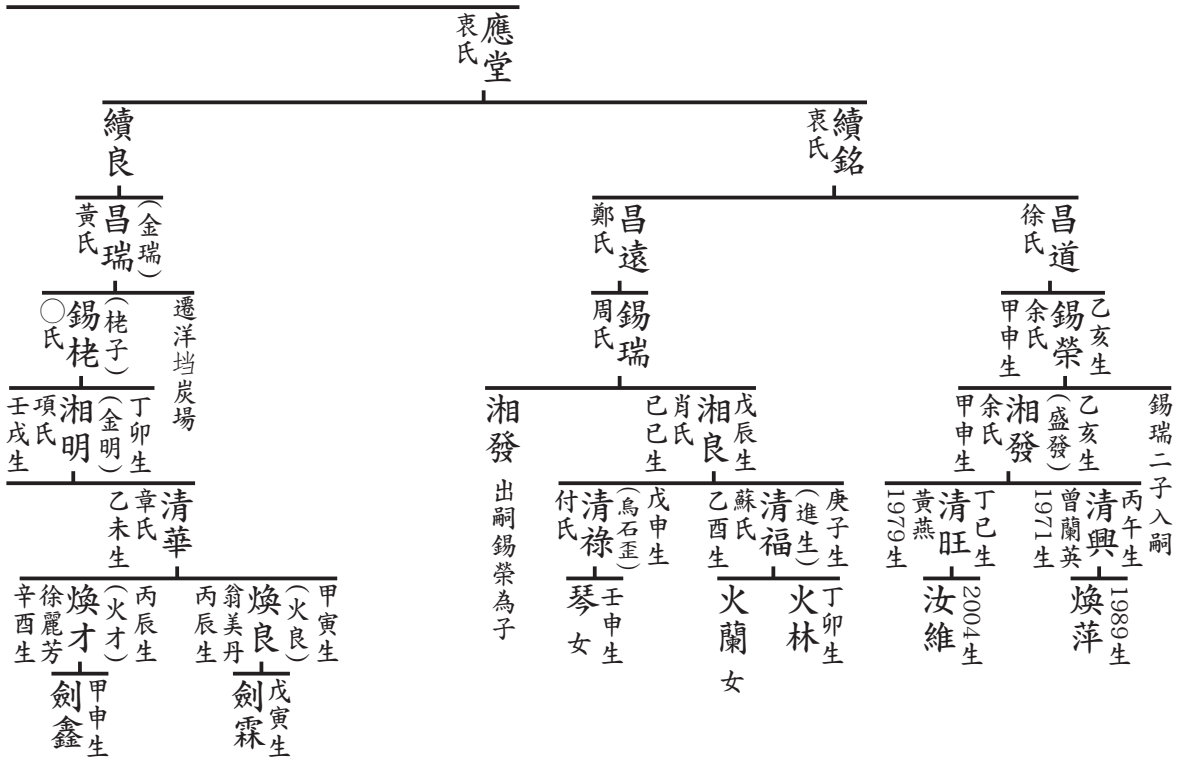 應堂
衷氏
續銘
衷氏
續良
昌道
徐氏
昌遠
鄭氏
(金瑞)
昌瑞
黃氏
乙亥生
錫榮
余氏
甲申生
錫瑞
周氏
遷洋垱炭場
(栳子)
錫栳
○氏
錫瑞二子入嗣
乙亥生
(盛發)
湘發
余氏
甲申生
戊辰生
湘良
肖氏
己巳生
湘發 出嗣錫榮為子
丁卯生
(金明)
湘明
項氏
壬戌生
丙午生
清興
曾蘭英
1971生
丁巳生
清旺
黃燕
1979生
庚子生
(進生)
清福
蘇氏
乙酉生
戊申生
(烏石歪)
清祿
付氏
清華
章氏
乙未生
1989生
煥萍
2004生
汝維
丁卯生
火林
火蘭 女
壬申生
琴女
甲寅生
(火良)
煥良
翁美丹
丙辰生
丙辰生
(火才)
煥才
徐麗芳
辛酉生
戊寅生
劍霖
甲申生
劍鑫